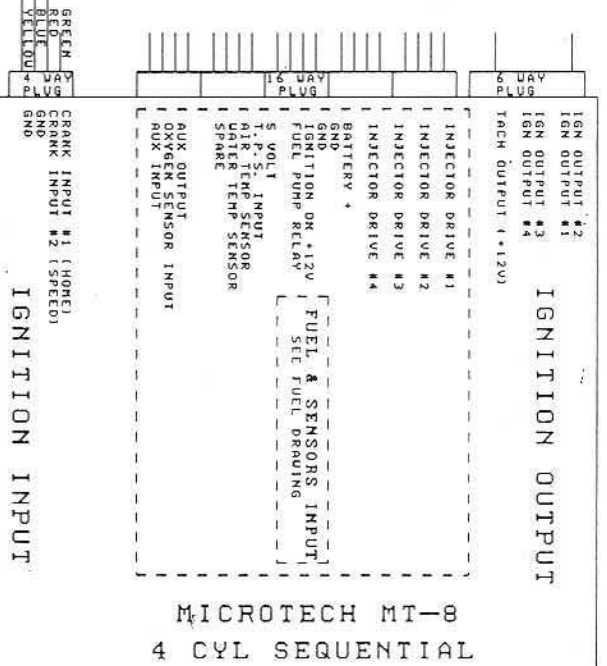 GREEN
RED
BLUE
YELLOW
4 WAY
PLUG
16 WAY
PLUG
6 WAY
PLUG
IGN OUTPUT #2
IGN OUTPUT #1
IGN OUTPUT #3
IGN OUTPUT #4
TACH OUTPUT (+12V)
IGNITION OUTPUT
INJECTOR DRIVE #1
INJECTOR DRIVE #2
INJECTOR DRIVE #3
INJECTOR DRIVE #4
BATTERY +
GND
GND
IGNITION ON +12V
FUEL PUMP RELAY
5 VOLT
T.P.S. INPUT
AIR TEMP SENSOR
WATER TEMP SENSOR
SPARE
AUX OUTPUT
OXYGEN SENSOR INPUT
AUX INPUT
FUEL & SENSORS INPUT
SEE FUEL DRAWING
CRANK INPUT #1 (HOME)
CRANK INPUT #2 (SPEED)
GND
GND
IGNITION INPUT
MICROTECH MT-8
4 CYL SEQUENTIAL